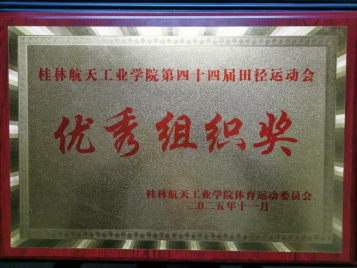 桂林航天工业学院第四十四届田径运动会
优秀组织奖
桂林航天工业学院体育运动委员会
二〇二五年十一月